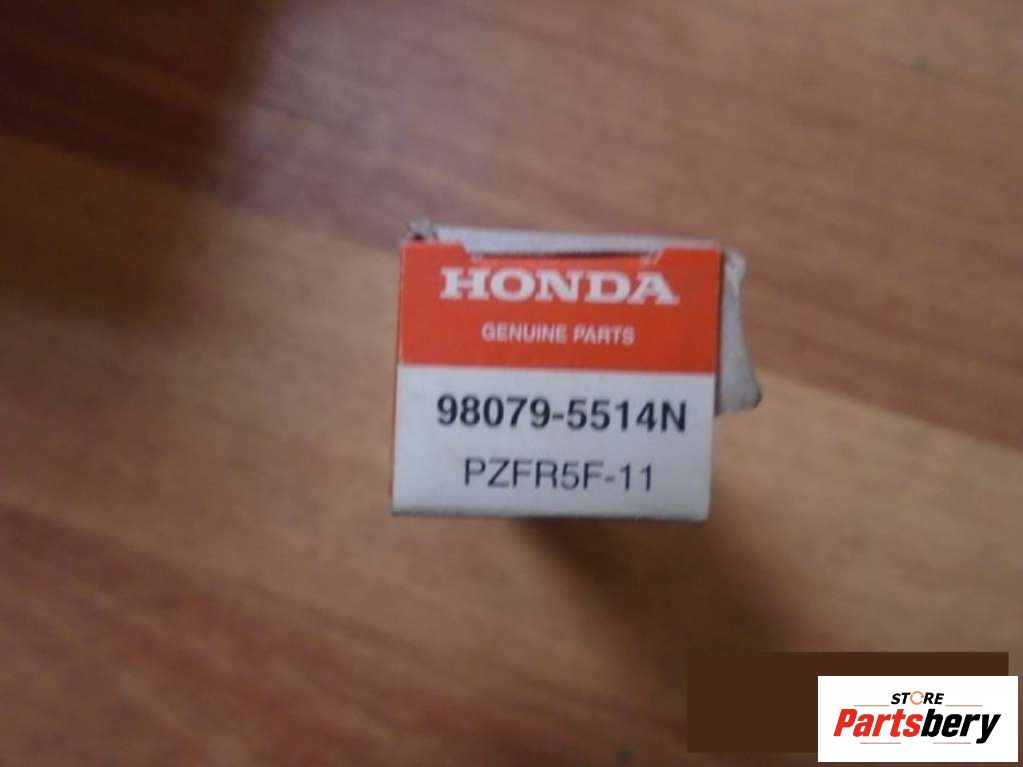 HONDA
GENUINE PARTS
98079-5514N
PZFR5F-11
STORE
Partsbery